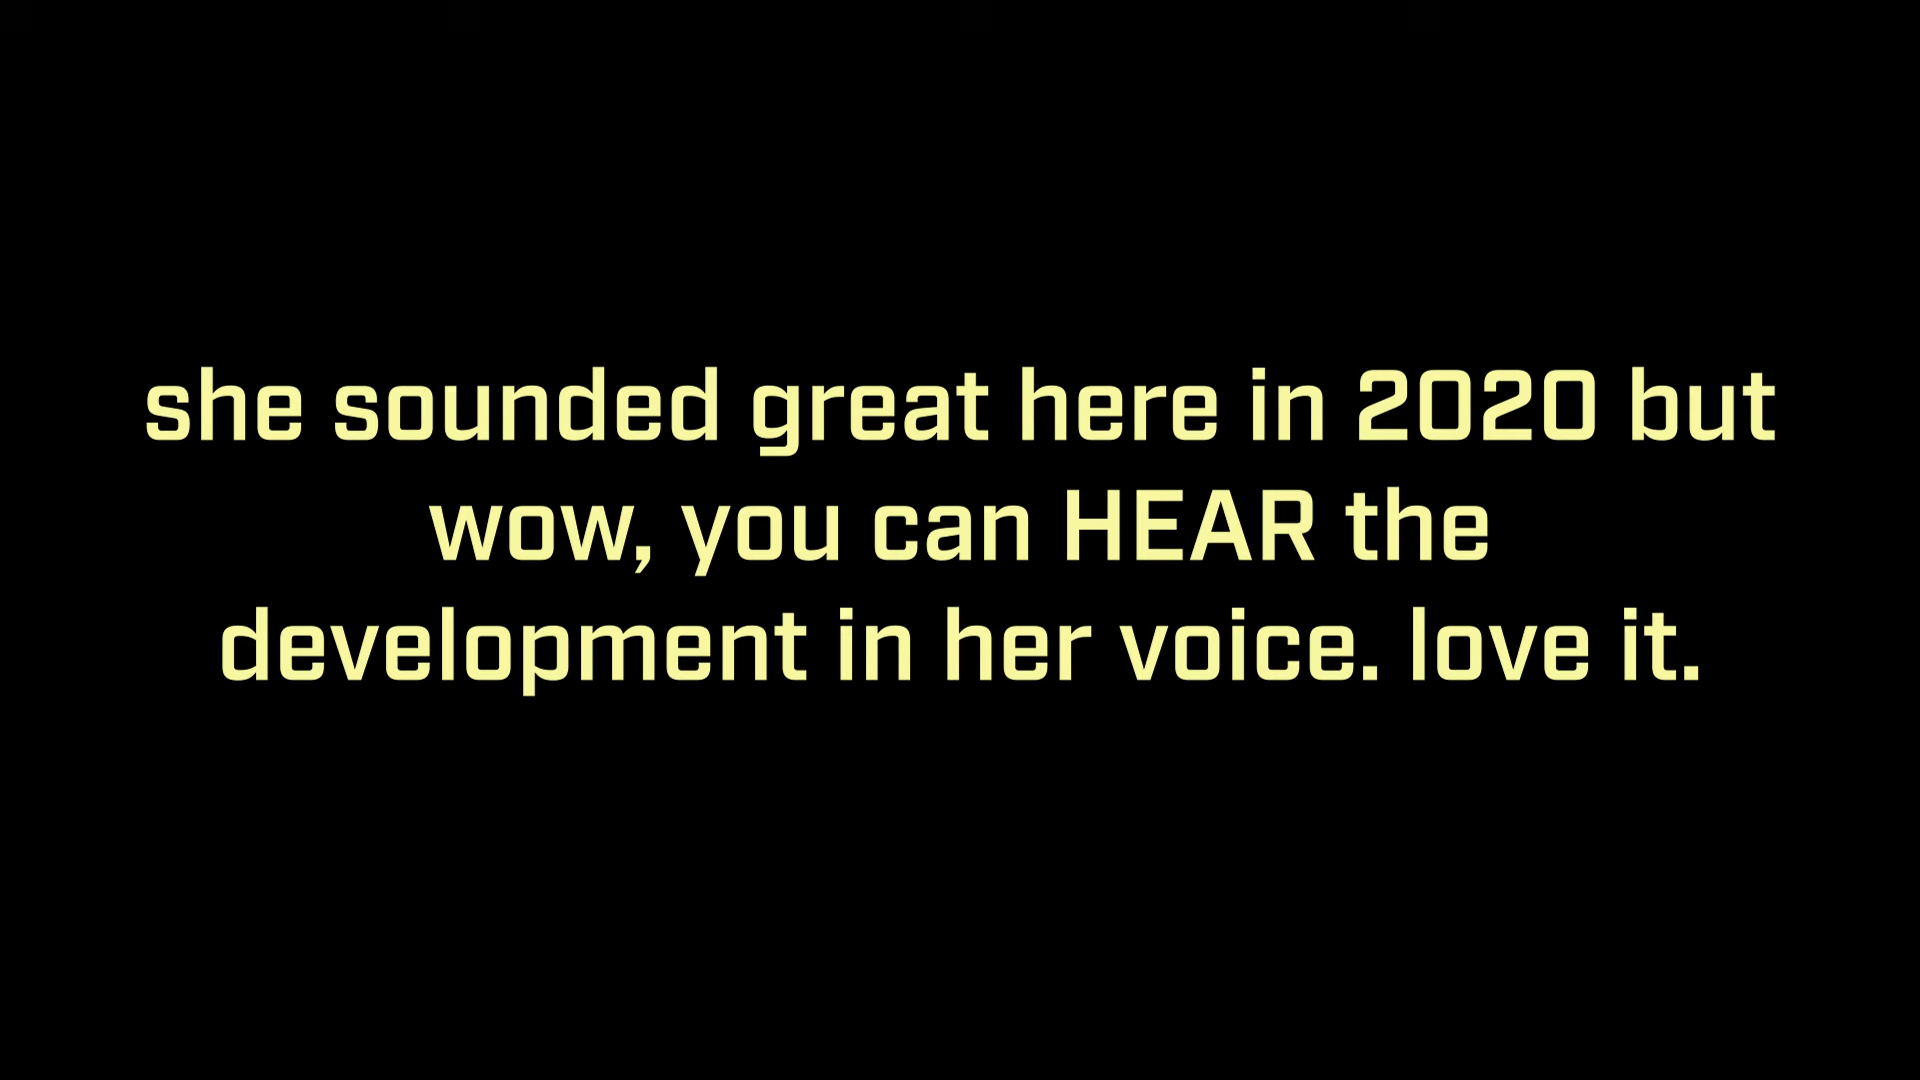 she sounded great here in 2020 but
wow, you can HEAR the
development in her voice. love it.